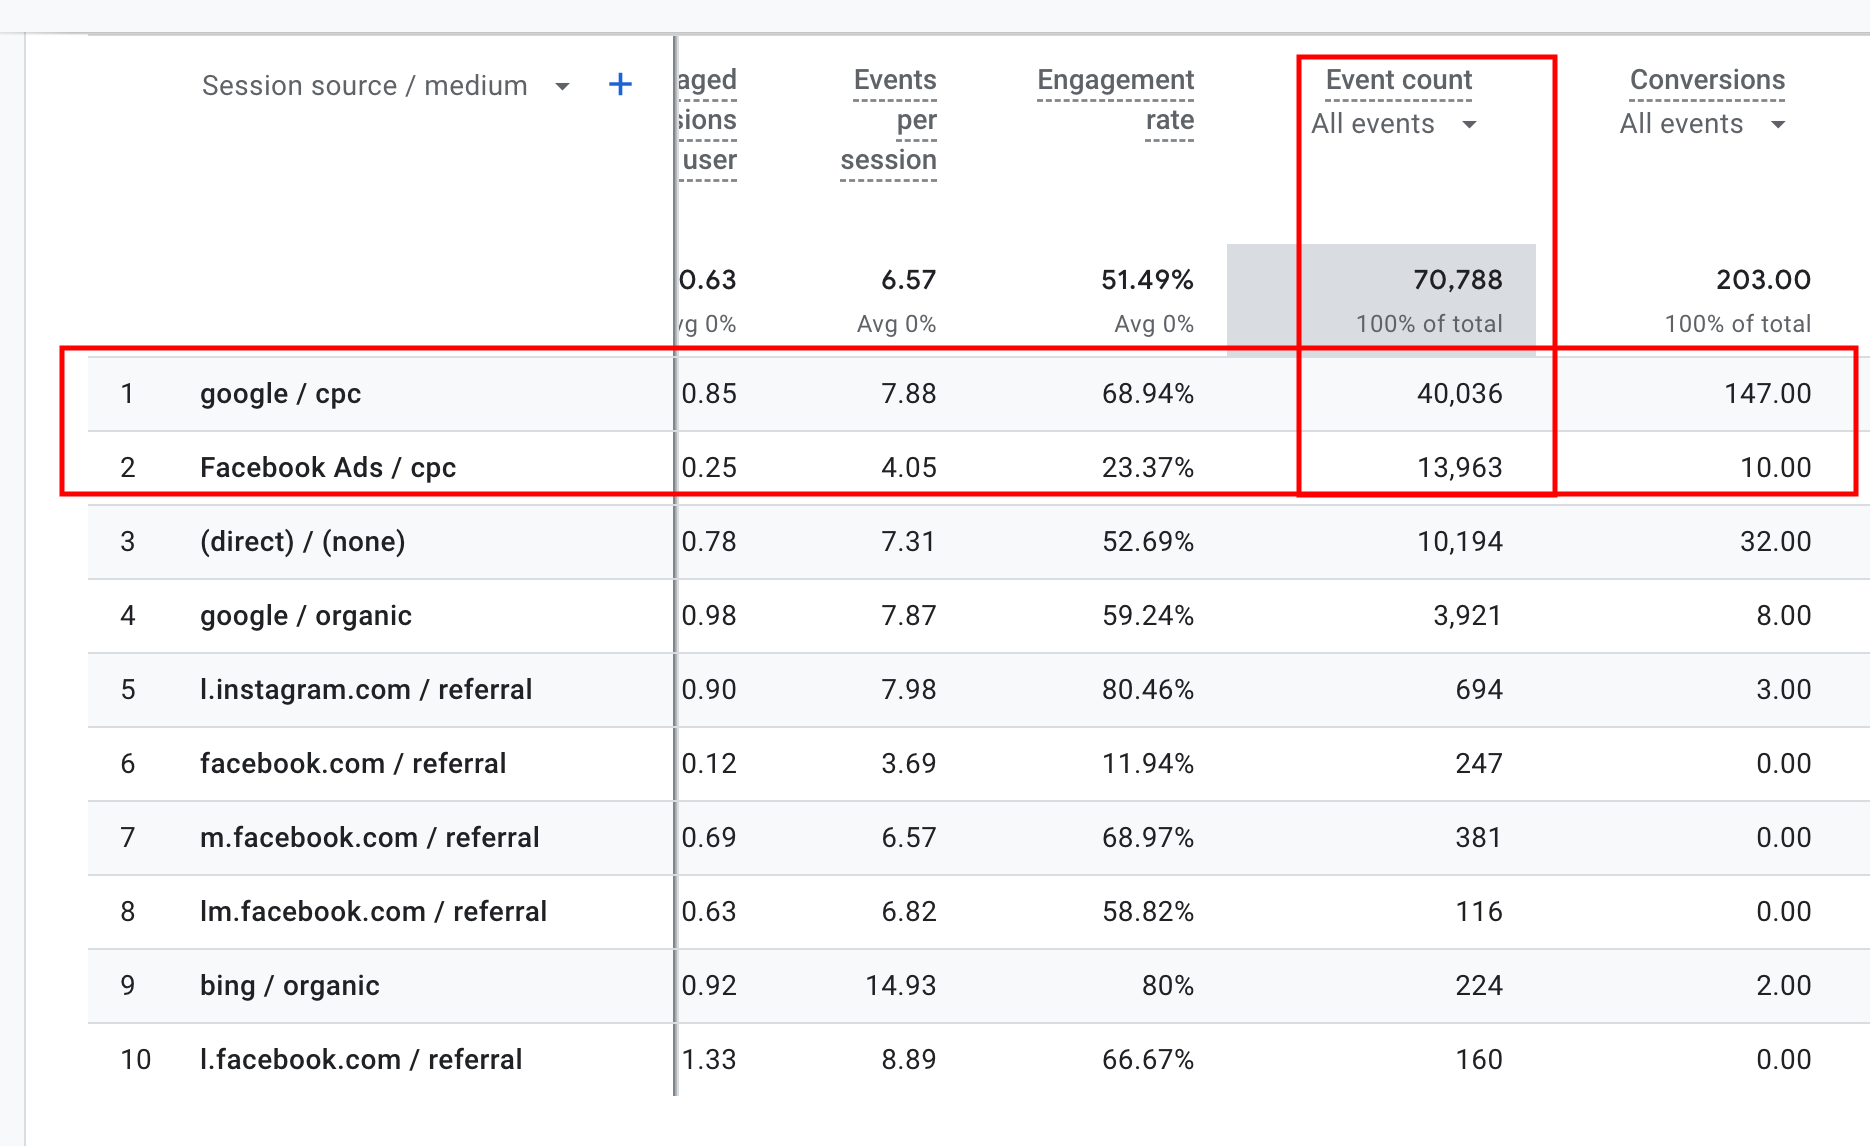 Session source / medium
aged
sions
user
Events
per
session
Engagement
rate
Event count
All events
Conversions
All events
0.63 6.57 51.49% 70,788 203.00
vg 0% Avg 0% Avg 0% 100% of total 100% of total
1 google / cpc 0.85 7.88 68.94% 40,036 147.00
2 Facebook Ads / cpc 0.25 4.05 23.37% 13,963 10.00
3 (direct) / (none) 0.78 7.31 52.69% 10,194 32.00
4 google / organic 0.98 7.87 59.24% 3,921 8.00
5 l.instagram.com / referral 0.90 7.98 80.46% 694 3.00
6 facebook.com / referral 0.12 3.69 11.94% 247 0.00
7 m.facebook.com / referral 0.69 6.57 68.97% 381 0.00
8 lm.facebook.com / referral 0.63 6.82 58.82% 116 0.00
9 bing / organic 0.92 14.93 80% 224 2.00
10 l.facebook.com / referral 1.33 8.89 66.67% 160 0.00